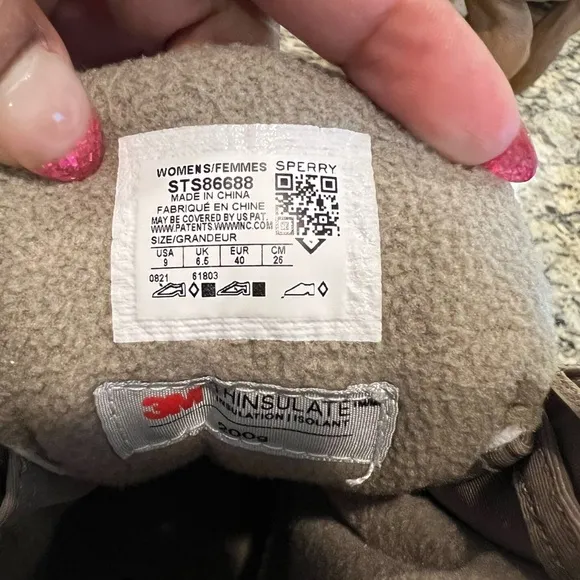 WOMENS/FEMMES SPERRY
STS86688
MADE IN CHINA
FABRIQUÉ EN CHINE
MAY BE COVERED BY US PAT.
WWW.PATENTS.WWWINC.COM
SIZE/GRANDEUR
USA UK EUR CM
9 6.5 40 26
0821 61803
3M THINSULATE
INSULATION | ISOLANT
200g